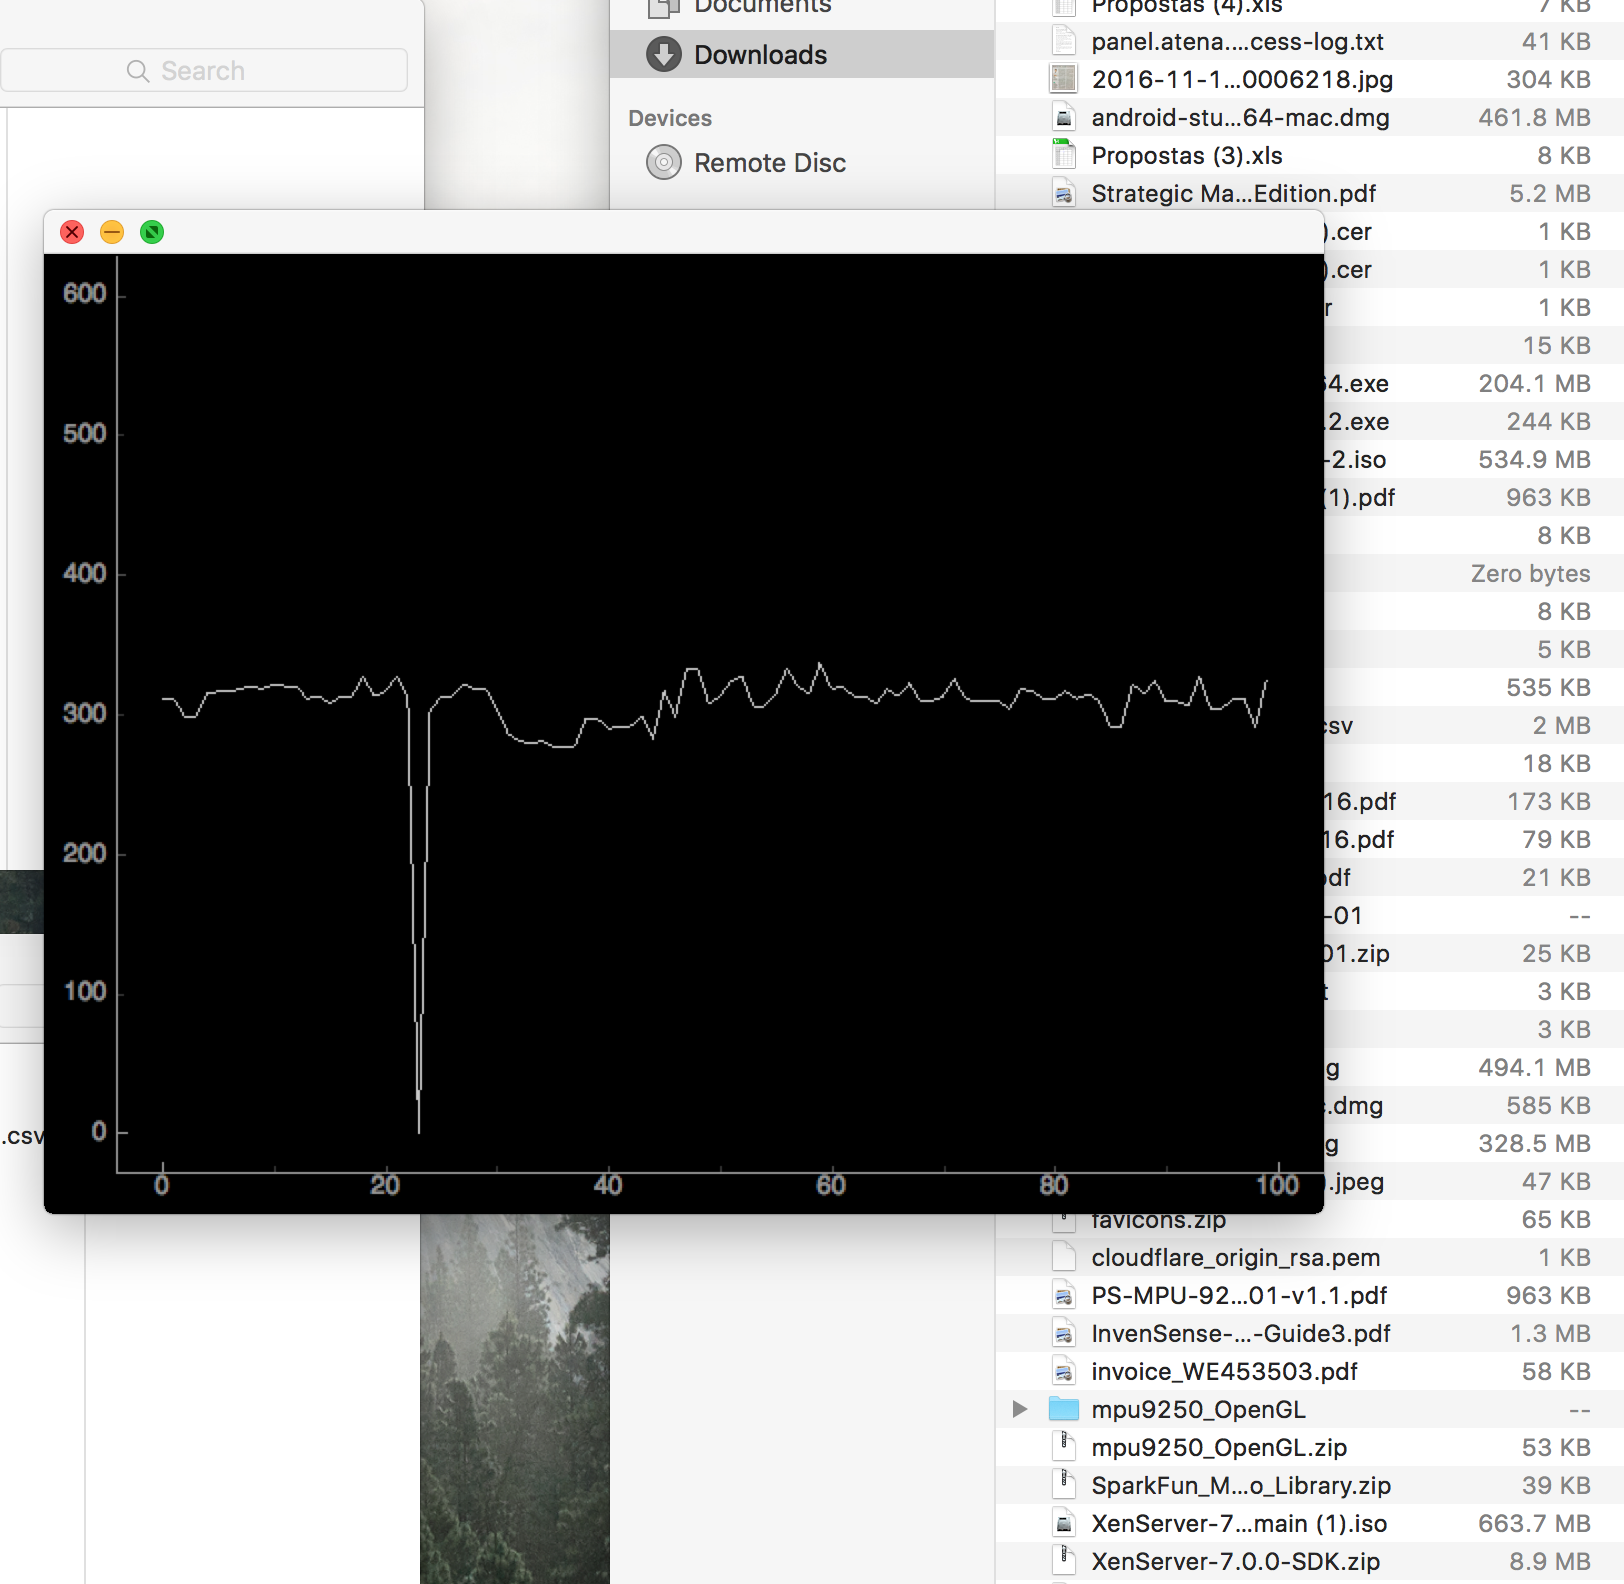 Search
Documents
Downloads
Devices
Remote Disc
Propostas (4).xls 7 KB
panel.atena....cess-log.txt 41 KB
2016-11-1...0006218.jpg 304 KB
android-stu...64-mac.dmg 461.8 MB
Propostas (3).xls 8 KB
Strategic Ma...Edition.pdf 5.2 MB
).cer 1 KB
).cer 1 KB
r 1 KB
15 KB
64.exe 204.1 MB
.2.exe 244 KB
-2.iso 534.9 MB
(1).pdf 963 KB
8 KB
Zero bytes
8 KB
5 KB
535 KB
csv 2 MB
18 KB
16.pdf 173 KB
16.pdf 79 KB
pdf 21 KB
-01 --
01.zip 25 KB
t 3 KB
3 KB
g 494.1 MB
c.dmg 585 KB
g 328.5 MB
).jpeg 47 KB
favicons.zip 65 KB
cloudflare_origin_rsa.pem 1 KB
PS-MPU-92...01-v1.1.pdf 963 KB
InvenSense-...-Guide3.pdf 1.3 MB
invoice_WE453503.pdf 58 KB
mpu9250_OpenGL --
mpu9250_OpenGL.zip 53 KB
SparkFun_M...o_Library.zip 39 KB
XenServer-7...main (1).iso 663.7 MB
XenServer-7.0.0-SDK.zip 8.9 MB
600
500
400
300
200
100
0
0 20 40 60 80 100
.csv